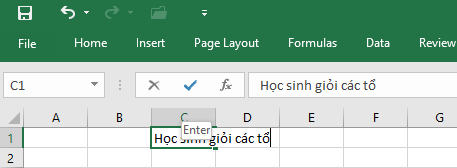 File Home Insert Page Layout Formulas Data Review
C1 fx Học sinh giỏi các tổ
A B C D E F G
1 Học sinh giỏi các tổ
Enter
2